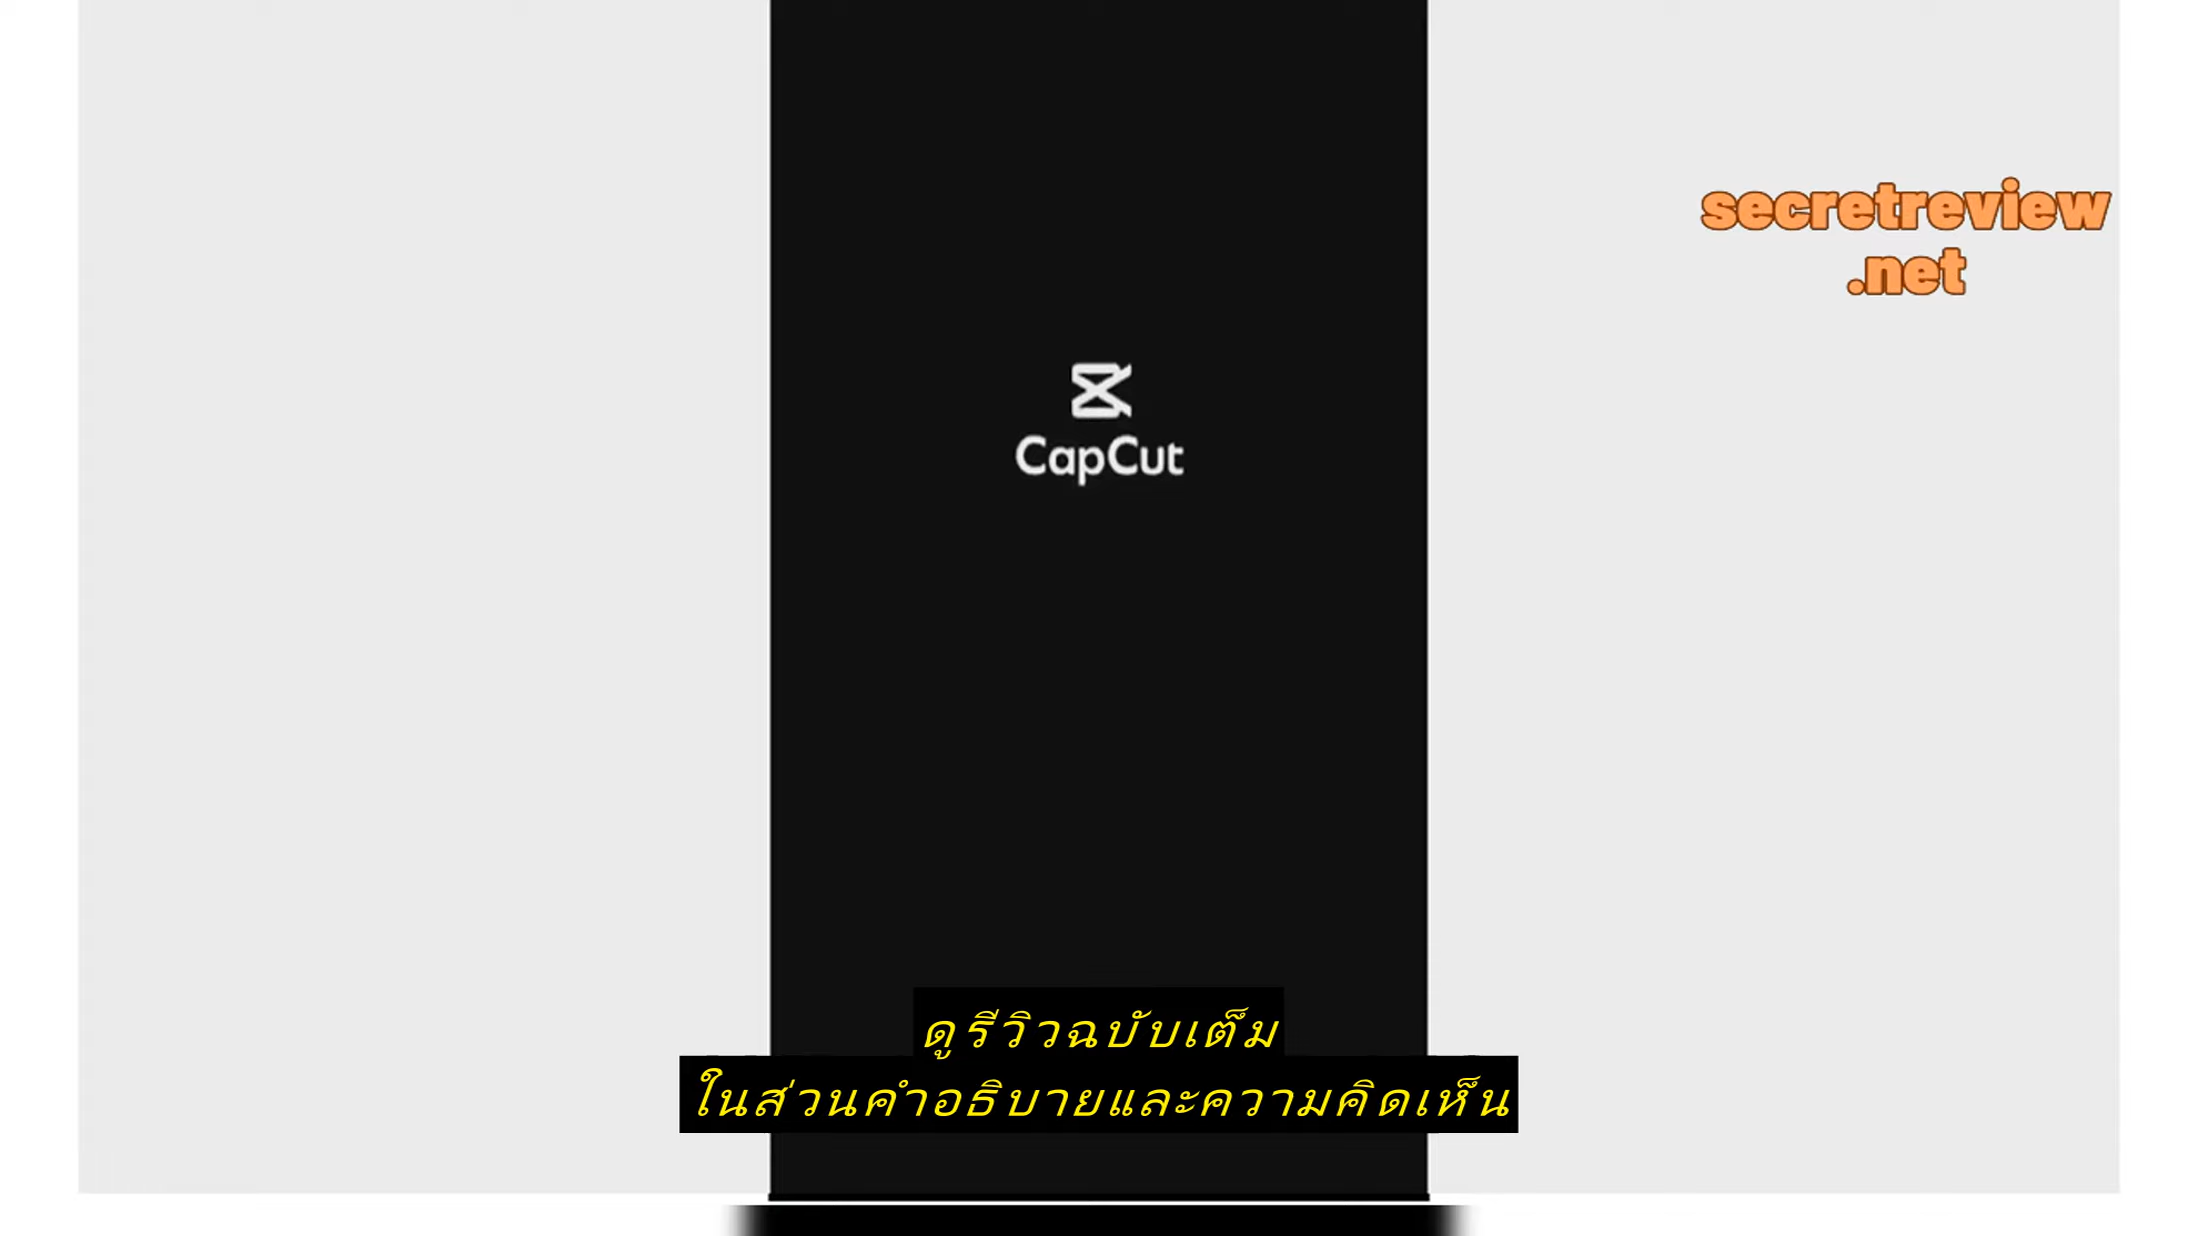 secretreview
.net
CapCut
ดูรีวิวฉบับเต็ม
ในส่วนคำอธิบายและความคิดเห็น